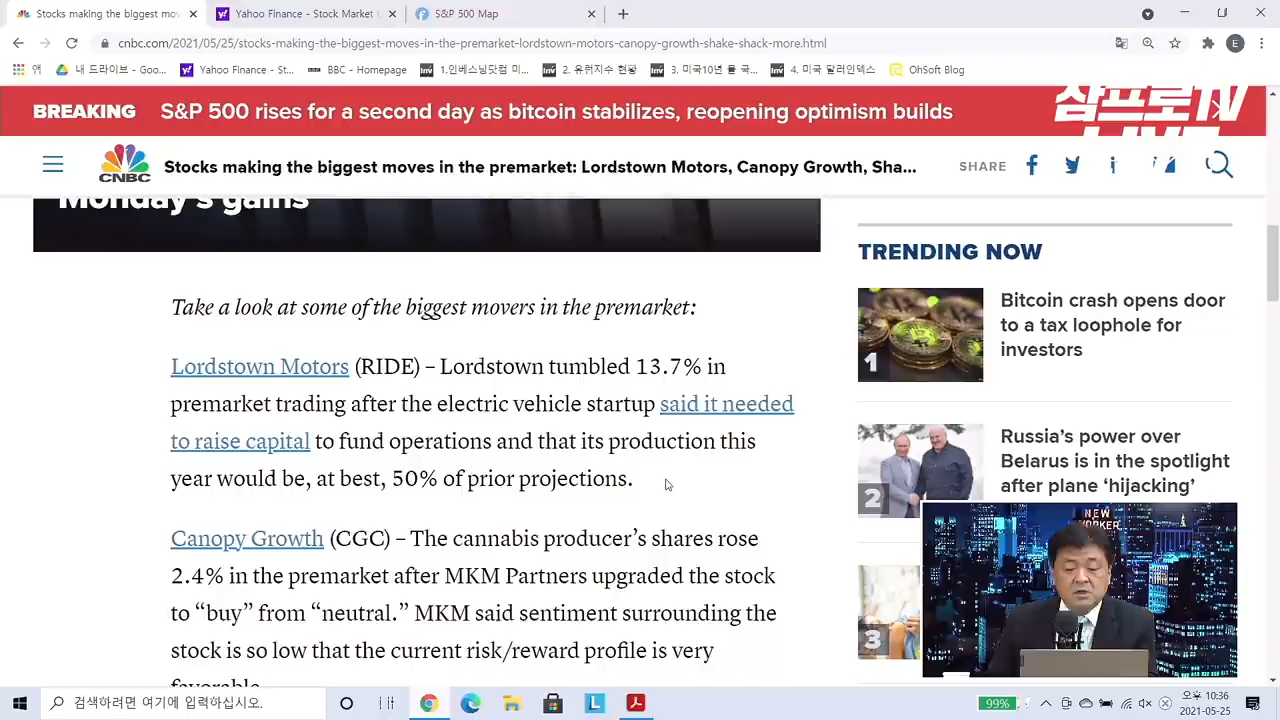 Stocks making the biggest mov
Yahoo Finance - Stock Market L
S&P 500 Map
cnbc.com/2021/05/25/stocks-making-the-biggest-moves-in-the-premarket-lordstown-motors-canopy-growth-shake-shack-more.html
앱
내 드라이브 - Goo...
Yahoo Finance - St...
BBC - Homepage
1.인베스팅닷컴 미...
2. 유럽지수 현황
3. 미국10년 물 국...
4. 미국 달러인덱스
OhSoft Blog
BREAKING S&P 500 rises for a second day as bitcoin stabilizes, reopening optimism builds
삼프로TV
CNBC
Stocks making the biggest moves in the premarket: Lordstown Motors, Canopy Growth, Sha...
SHARE
Monday's gains
Take a look at some of the biggest movers in the premarket:
Lordstown Motors (RIDE) – Lordstown tumbled 13.7% in
premarket trading after the electric vehicle startup said it needed
to raise capital to fund operations and that its production this
year would be, at best, 50% of prior projections.
Canopy Growth (CGC) – The cannabis producer's shares rose
2.4% in the premarket after MKM Partners upgraded the stock
to “buy” from “neutral.” MKM said sentiment surrounding the
stock is so low that the current risk/reward profile is very
favorable.
TRENDING NOW
1
Bitcoin crash opens door
to a tax loophole for
investors
2
Russia's power over
Belarus is in the spotlight
after plane ‘hijacking’
3
NEW
YORKER
검색하려면 여기에 입력하십시오.
99%
오후 10:36
2021-05-25